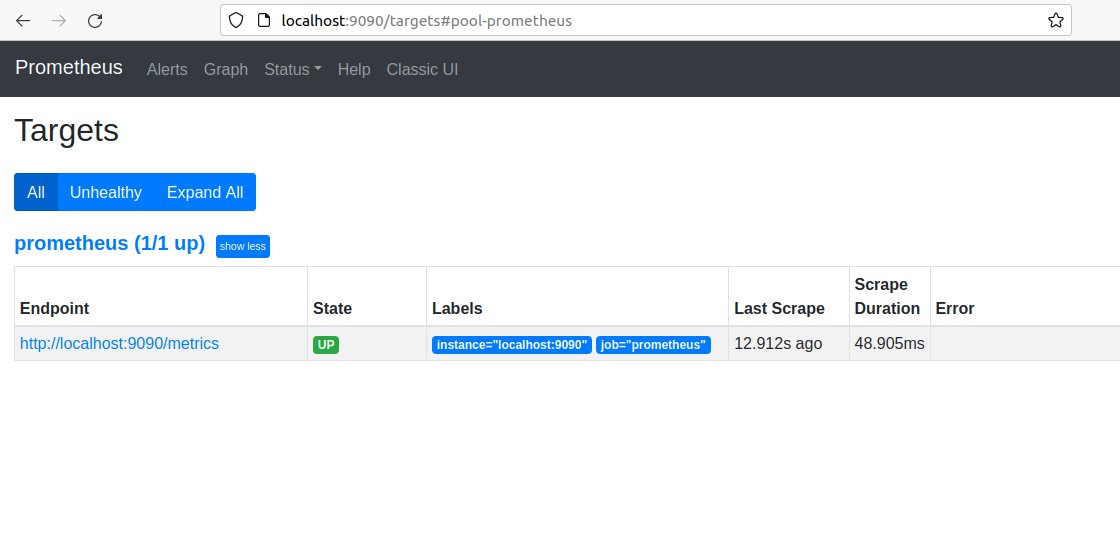 localhost:9090/targets#pool-prometheus
Prometheus Alerts Graph Status Help Classic UI
Targets
All Unhealthy Expand All
prometheus (1/1 up) show less
Endpoint State Labels Last Scrape Scrape Duration Error
http://localhost:9090/metrics UP instance="localhost:9090" job="prometheus" 12.912s ago 48.905ms